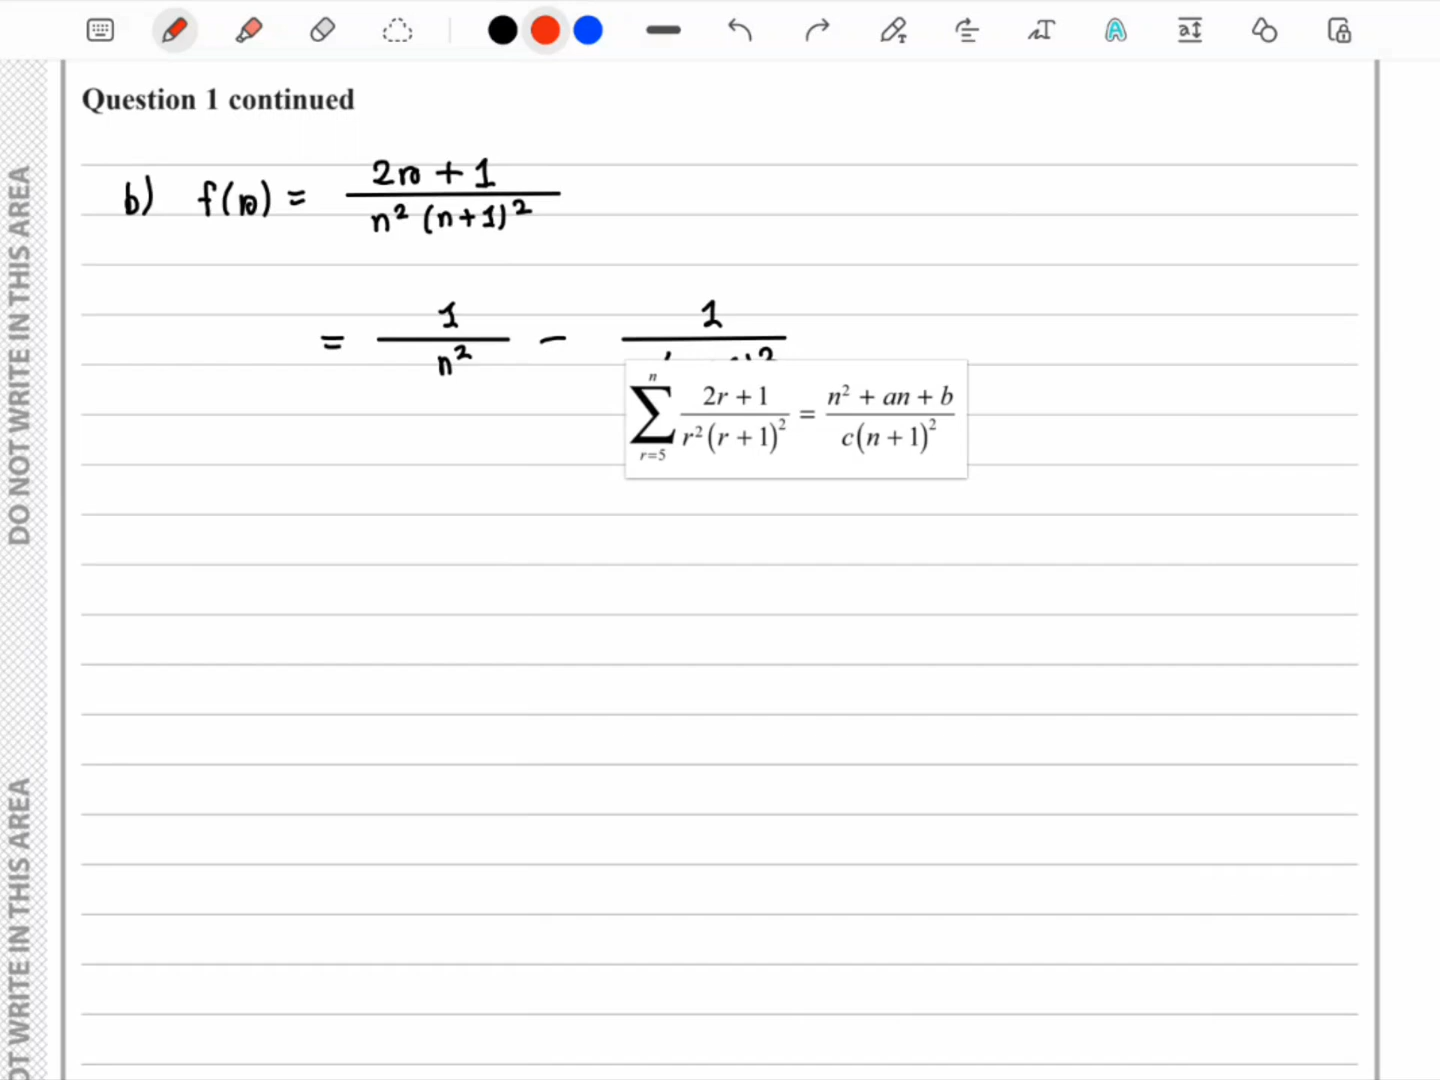 Question 1 continued
b) f(n) = 2n + 1 / n² (n+1)²
= 1 / n² − 1 /
n ∑ r=5 2r + 1 / r²(r + 1)² = n² + an + b / c(n + 1)²
DO NOT WRITE IN THIS AREA
OT WRITE IN THIS AREA